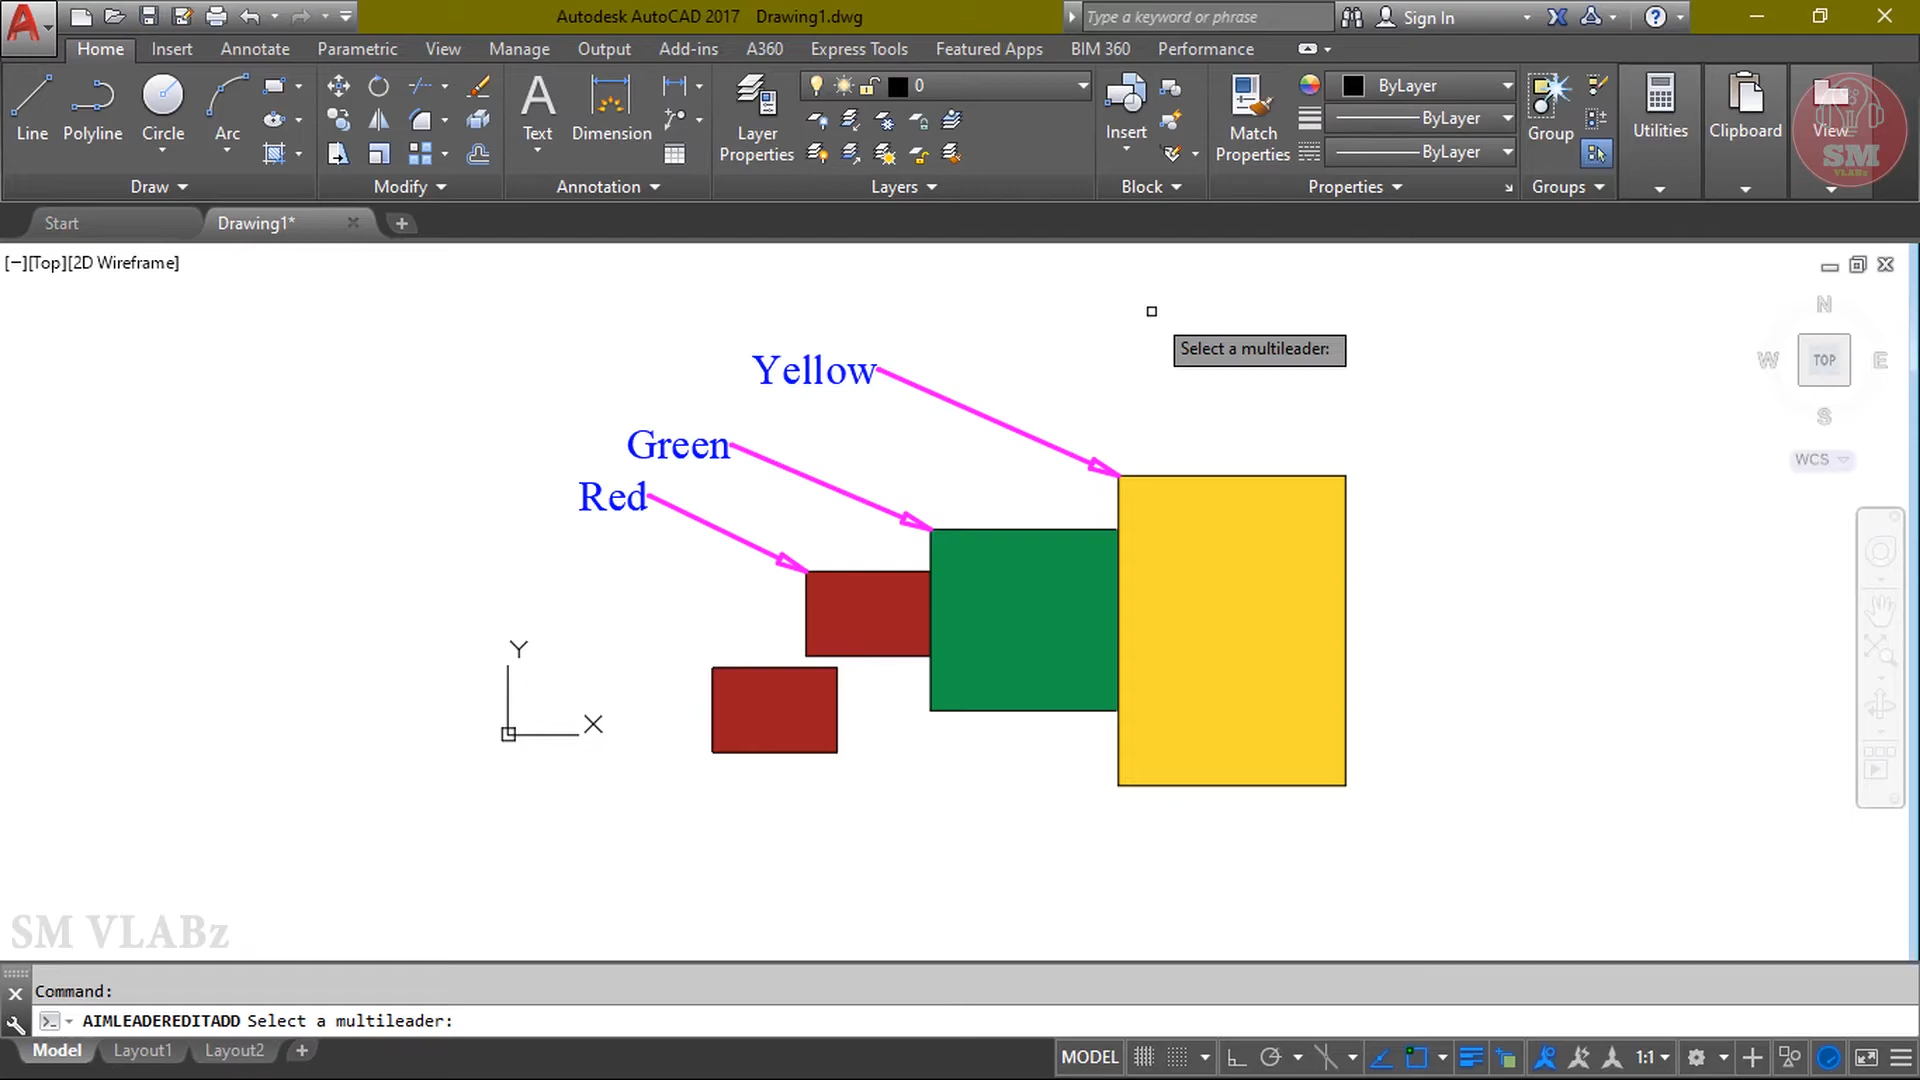 Autodesk AutoCAD 2017 Drawing1.dwg
Type a keyword or phrase
Sign In
Home Insert Annotate Parametric View Manage Output Add-ins A360 Express Tools Featured Apps BIM 360 Performance
Line Polyline Circle Arc
Text Dimension
Layer Properties
0
Insert
Match Properties
ByLayer
ByLayer
ByLayer
Group
Utilities
Clipboard
View
SM
VLABz
Draw Modify Annotation Layers Block Properties Groups
Start Drawing1*
[−][Top][2D Wireframe]
N
W TOP E
S
WCS
Select a multileader:
Yellow
Green
Red
Y
X
SM VLABz
Command:
AIMLEADEREDITADD Select a multileader:
Model Layout1 Layout2
MODEL
1:1